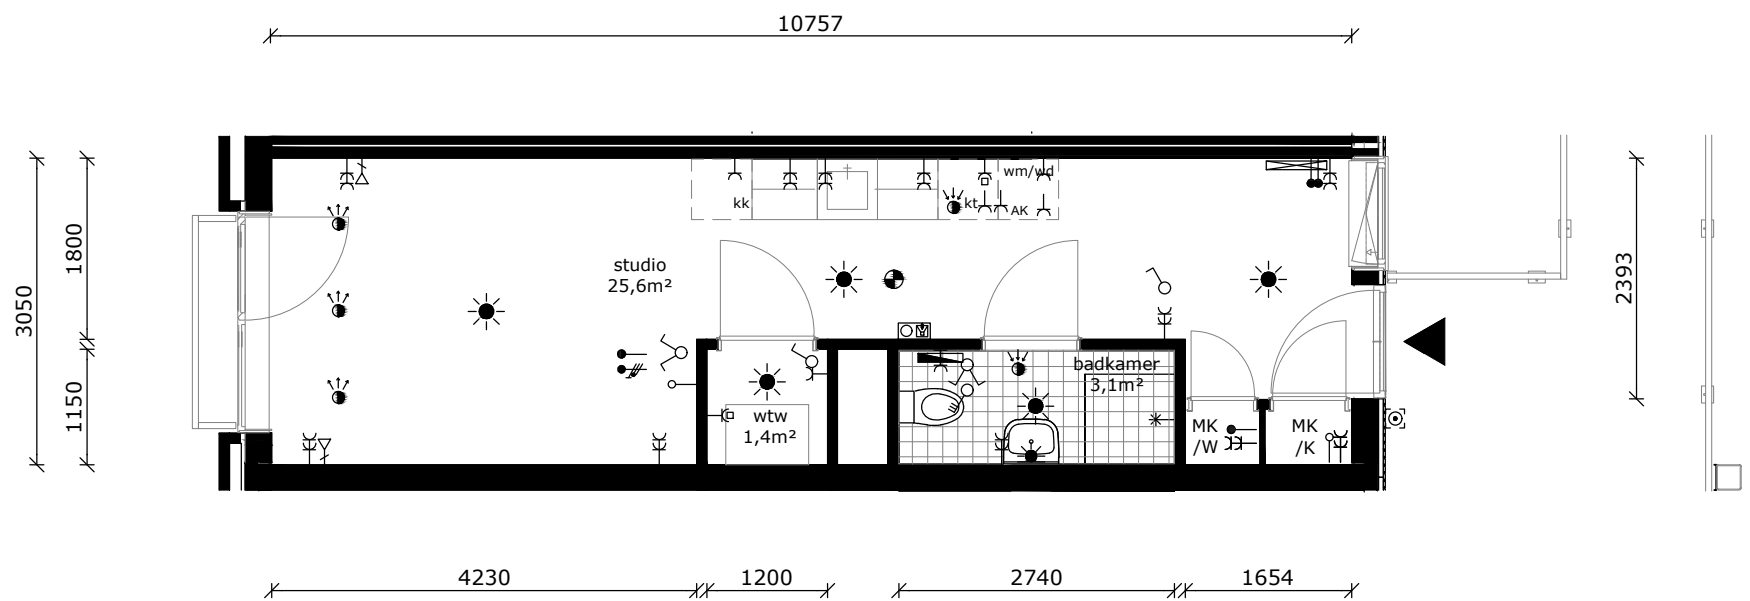 10757
3050
1800
1150
2393
kk
wm/wd
kt
AK
studio
25,6m²
badkamer
3,1m²
wtw
1,4m²
MK
/W
MK
/K
4230
1200
2740
1654